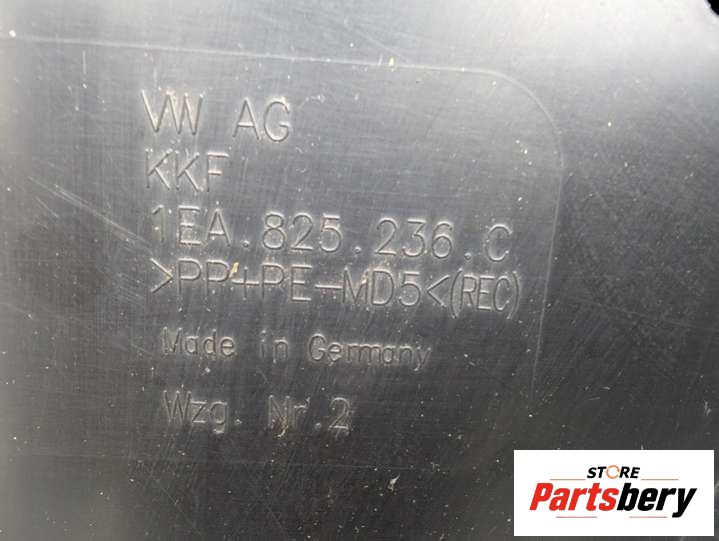 VW AG
KKF
1EA.825.236.C
>PP+PE-MD5<(REC)
Made in Germany
Wzg. Nr.2
STORE
Partsbery